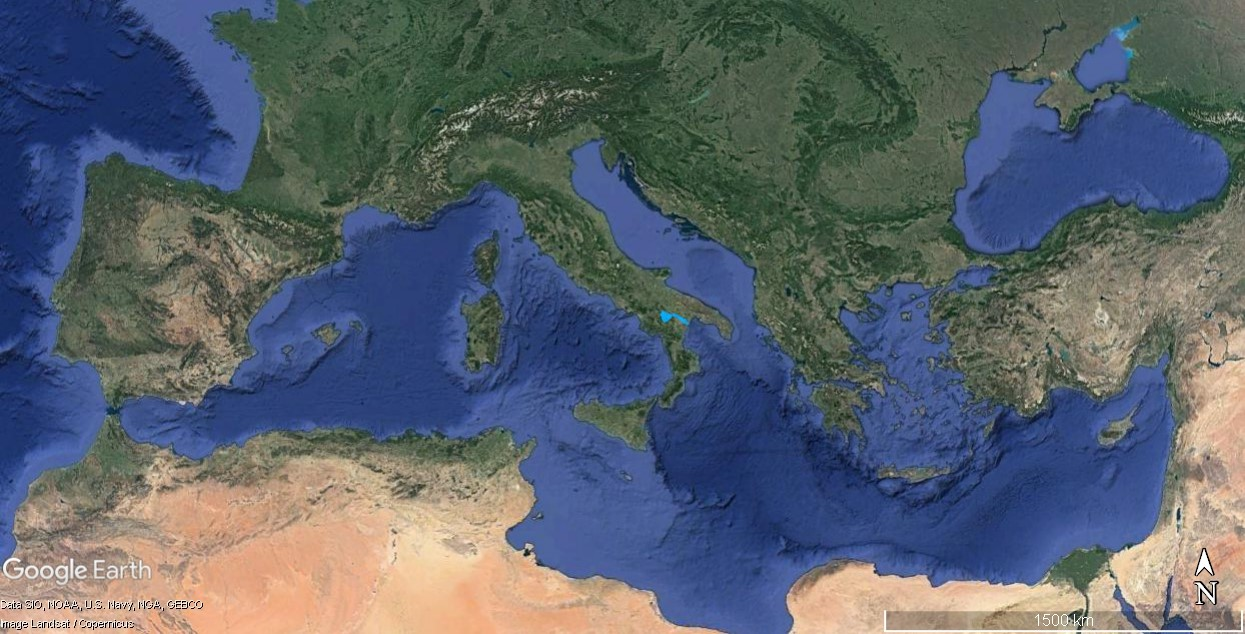 Google Earth
Data SIO, NOAA, U.S. Navy, NGA, GEBCO
Image Landsat / Copernicus
N
1500 km